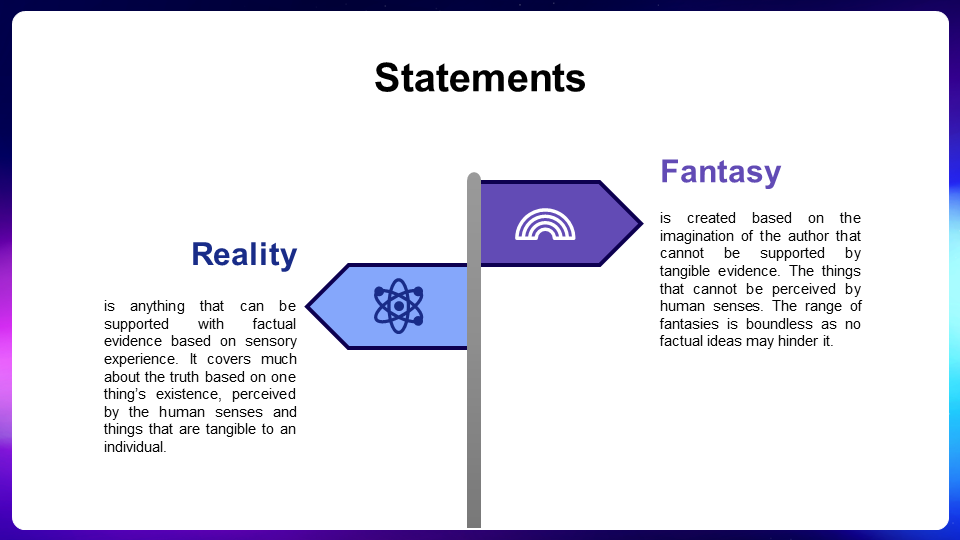 Statements
Fantasy
is created based on the
imagination of the author that
cannot be supported by
tangible evidence. The things
that cannot be perceived by
human senses. The range of
fantasies is boundless as no
factual ideas may hinder it.
Reality
is anything that can be
supported with factual
evidence based on sensory
experience. It covers much
about the truth based on one
thing’s existence, perceived
by the human senses and
things that are tangible to an
individual.